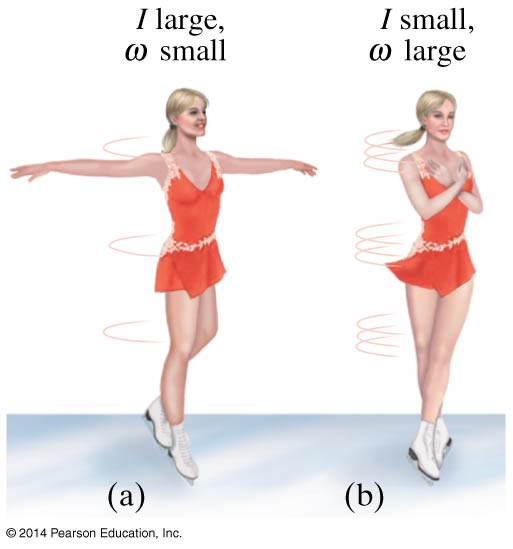 I large,
ω small
I small,
ω large
(a)
(b)
© 2014 Pearson Education, Inc.